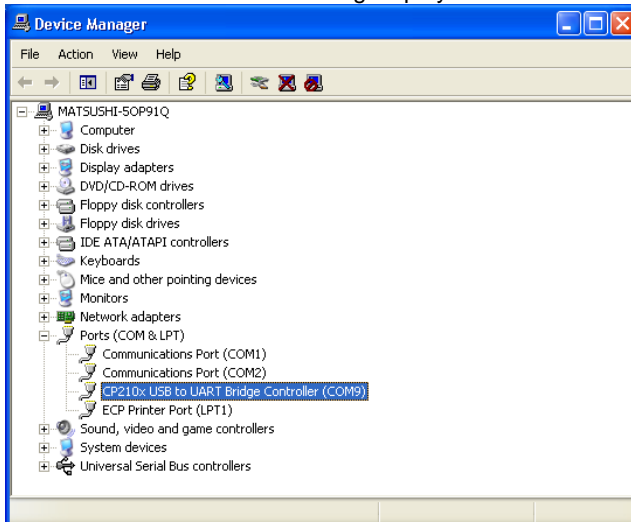 Device Manager
File Action View Help
MATSUSHI-5OP91Q
Computer
Disk drives
Display adapters
DVD/CD-ROM drives
Floppy disk controllers
Floppy disk drives
IDE ATA/ATAPI controllers
Keyboards
Mice and other pointing devices
Monitors
Network adapters
Ports (COM & LPT)
Communications Port (COM1)
Communications Port (COM2)
CP210x USB to UART Bridge Controller (COM9)
ECP Printer Port (LPT1)
Sound, video and game controllers
System devices
Universal Serial Bus controllers